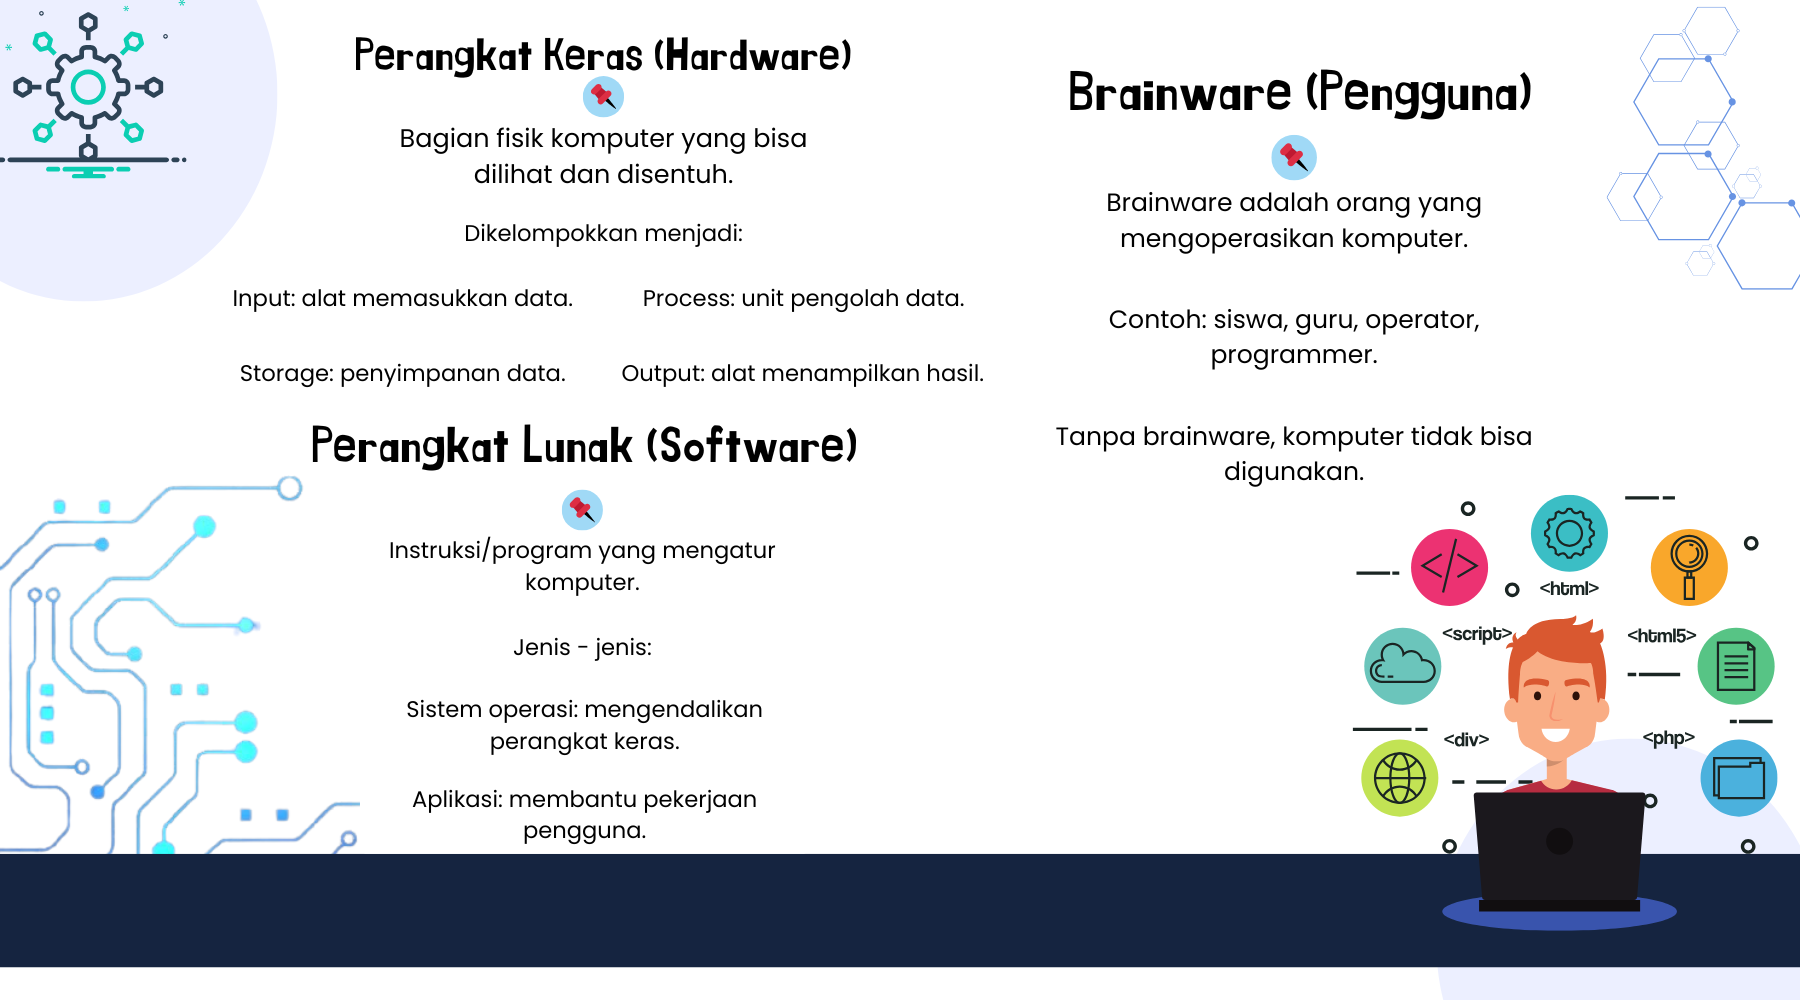 Perangkat Keras (Hardware)
Bagian fisik komputer yang bisa
dilihat dan disentuh.
Dikelompokkan menjadi:
Input: alat memasukkan data.
Process: unit pengolah data.
Storage: penyimpanan data.
Output: alat menampilkan hasil.
Perangkat Lunak (Software)
Instruksi/program yang mengatur
komputer.
Jenis - jenis:
Sistem operasi: mengendalikan
perangkat keras.
Aplikasi: membantu pekerjaan
pengguna.
Brainware (Pengguna)
Brainware adalah orang yang
mengoperasikan komputer.
Contoh: siswa, guru, operator,
programmer.
Tanpa brainware, komputer tidak bisa
digunakan.
</>
<html>
<script>
<html5>
<div>
<php>